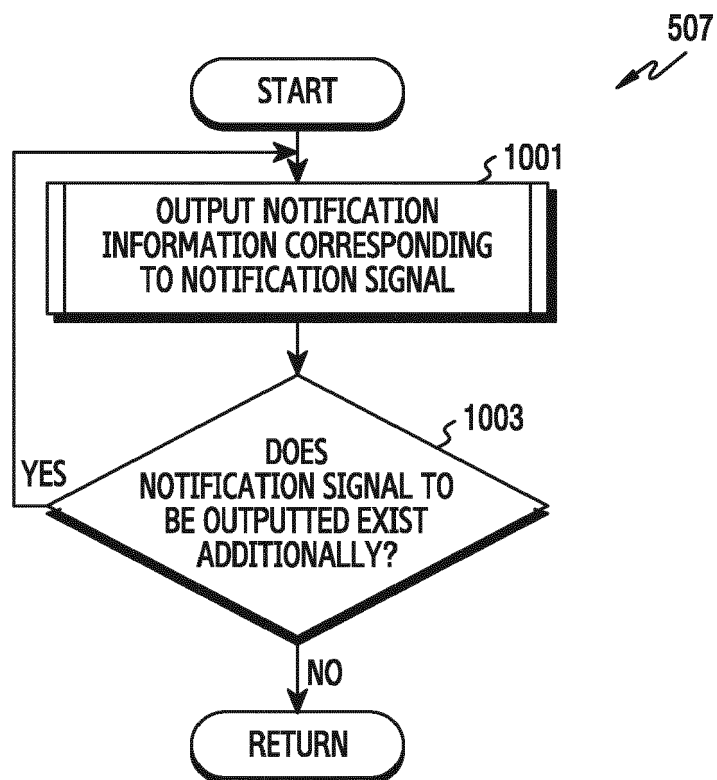 507
START
1001
OUTPUT NOTIFICATION
INFORMATION CORRESPONDING
TO NOTIFICATION SIGNAL
1003
DOES
NOTIFICATION SIGNAL TO
BE OUTPUTTED EXIST
ADDITIONALLY?
YES
NO
RETURN